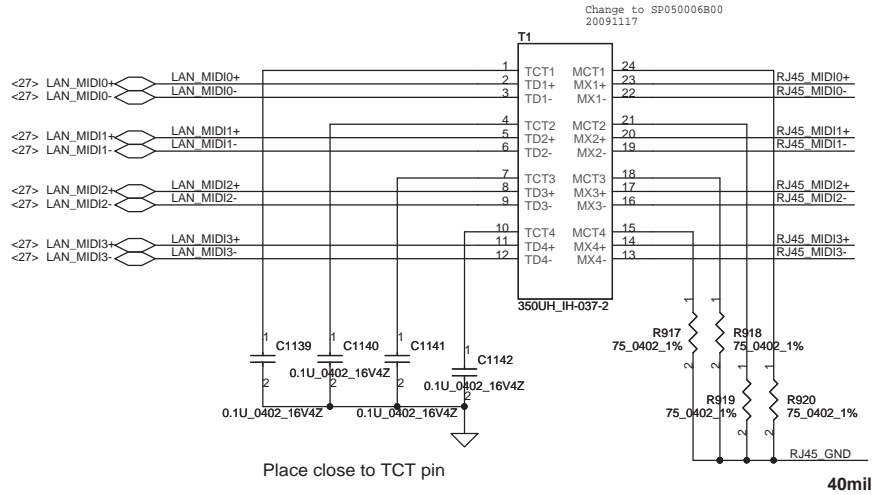 Change to SP050006B00
20091117
T1
1 TCT1 MCT1 24
<27> LAN_MIDI0+ LAN_MIDI0+ 2 TD1+ MX1+ 23 RJ45_MIDI0+
<27> LAN_MIDI0- LAN_MIDI0- 3 TD1- MX1- 22 RJ45_MIDI0-
4 TCT2 MCT2 21
<27> LAN_MIDI1+ LAN_MIDI1+ 5 TD2+ MX2+ 20 RJ45_MIDI1+
<27> LAN_MIDI1- LAN_MIDI1- 6 TD2- MX2- 19 RJ45_MIDI1-
7 TCT3 MCT3 18
<27> LAN_MIDI2+ LAN_MIDI2+ 8 TD3+ MX3+ 17 RJ45_MIDI2+
<27> LAN_MIDI2- LAN_MIDI2- 9 TD3- MX3- 16 RJ45_MIDI2-
10 TCT4 MCT4 15
<27> LAN_MIDI3+ LAN_MIDI3+ 11 TD4+ MX4+ 14 RJ45_MIDI3+
<27> LAN_MIDI3- LAN_MIDI3- 12 TD4- MX4- 13 RJ45_MIDI3-
350UH_IH-037-2
1 1 1 1 1 1
C1139 C1140 C1141 C1142 R917 R918
0.1U_0402_16V4Z 0.1U_0402_16V4Z 75_0402_1% 75_0402_1%
2 2 2 2 2 2
1 1
0.1U_0402_16V4Z 0.1U_0402_16V4Z R919 R920
75_0402_1% 75_0402_1%
2 2
RJ45_GND
Place close to TCT pin
40mil